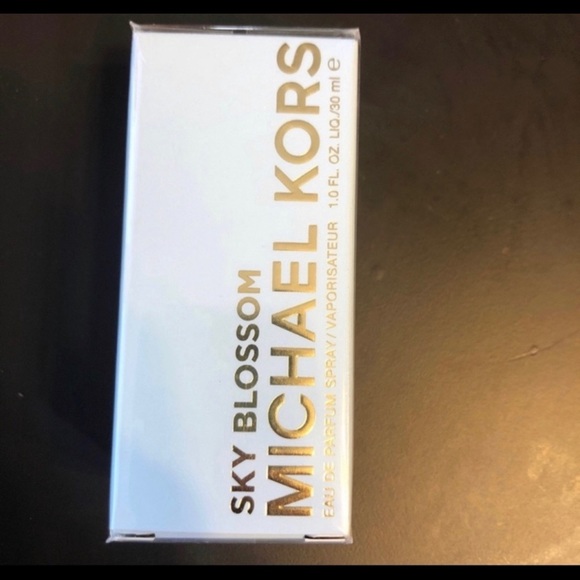 SKY BLOSSOM
MICHAEL KORS
EAU DE PARFUM SPRAY/VAPORISATEUR 1.0 FL. OZ. LIQ./30 ml ℮